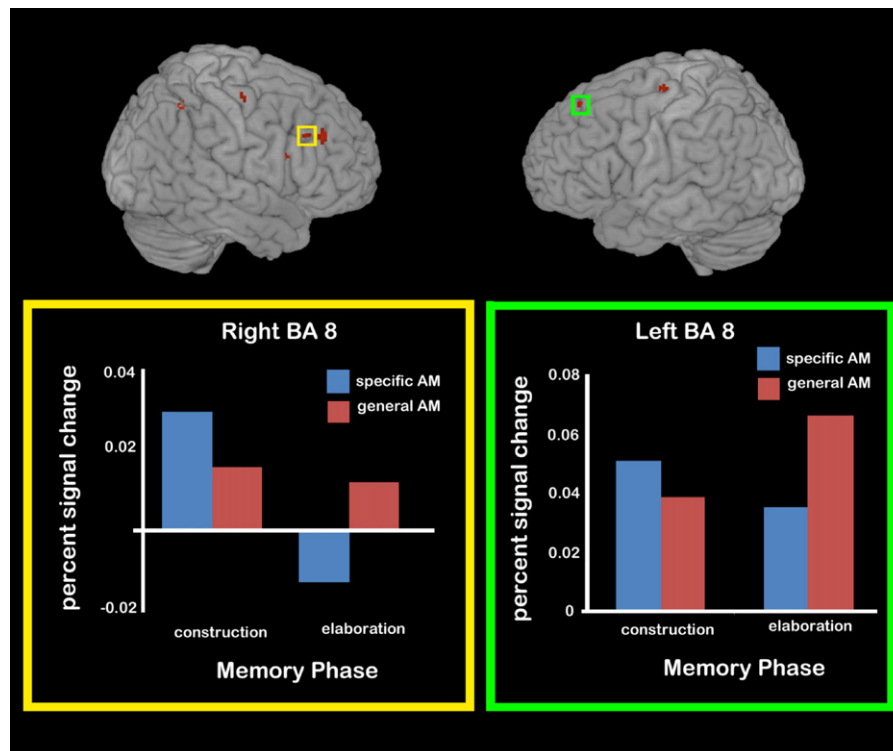 Right BA 8
percent signal change
0.04
0.02
-0.02
specific AM
general AM
construction
elaboration
Memory Phase
Left BA 8
percent signal change
0.08
0.06
0.04
0.02
0
specific AM
general AM
construction
elaboration
Memory Phase